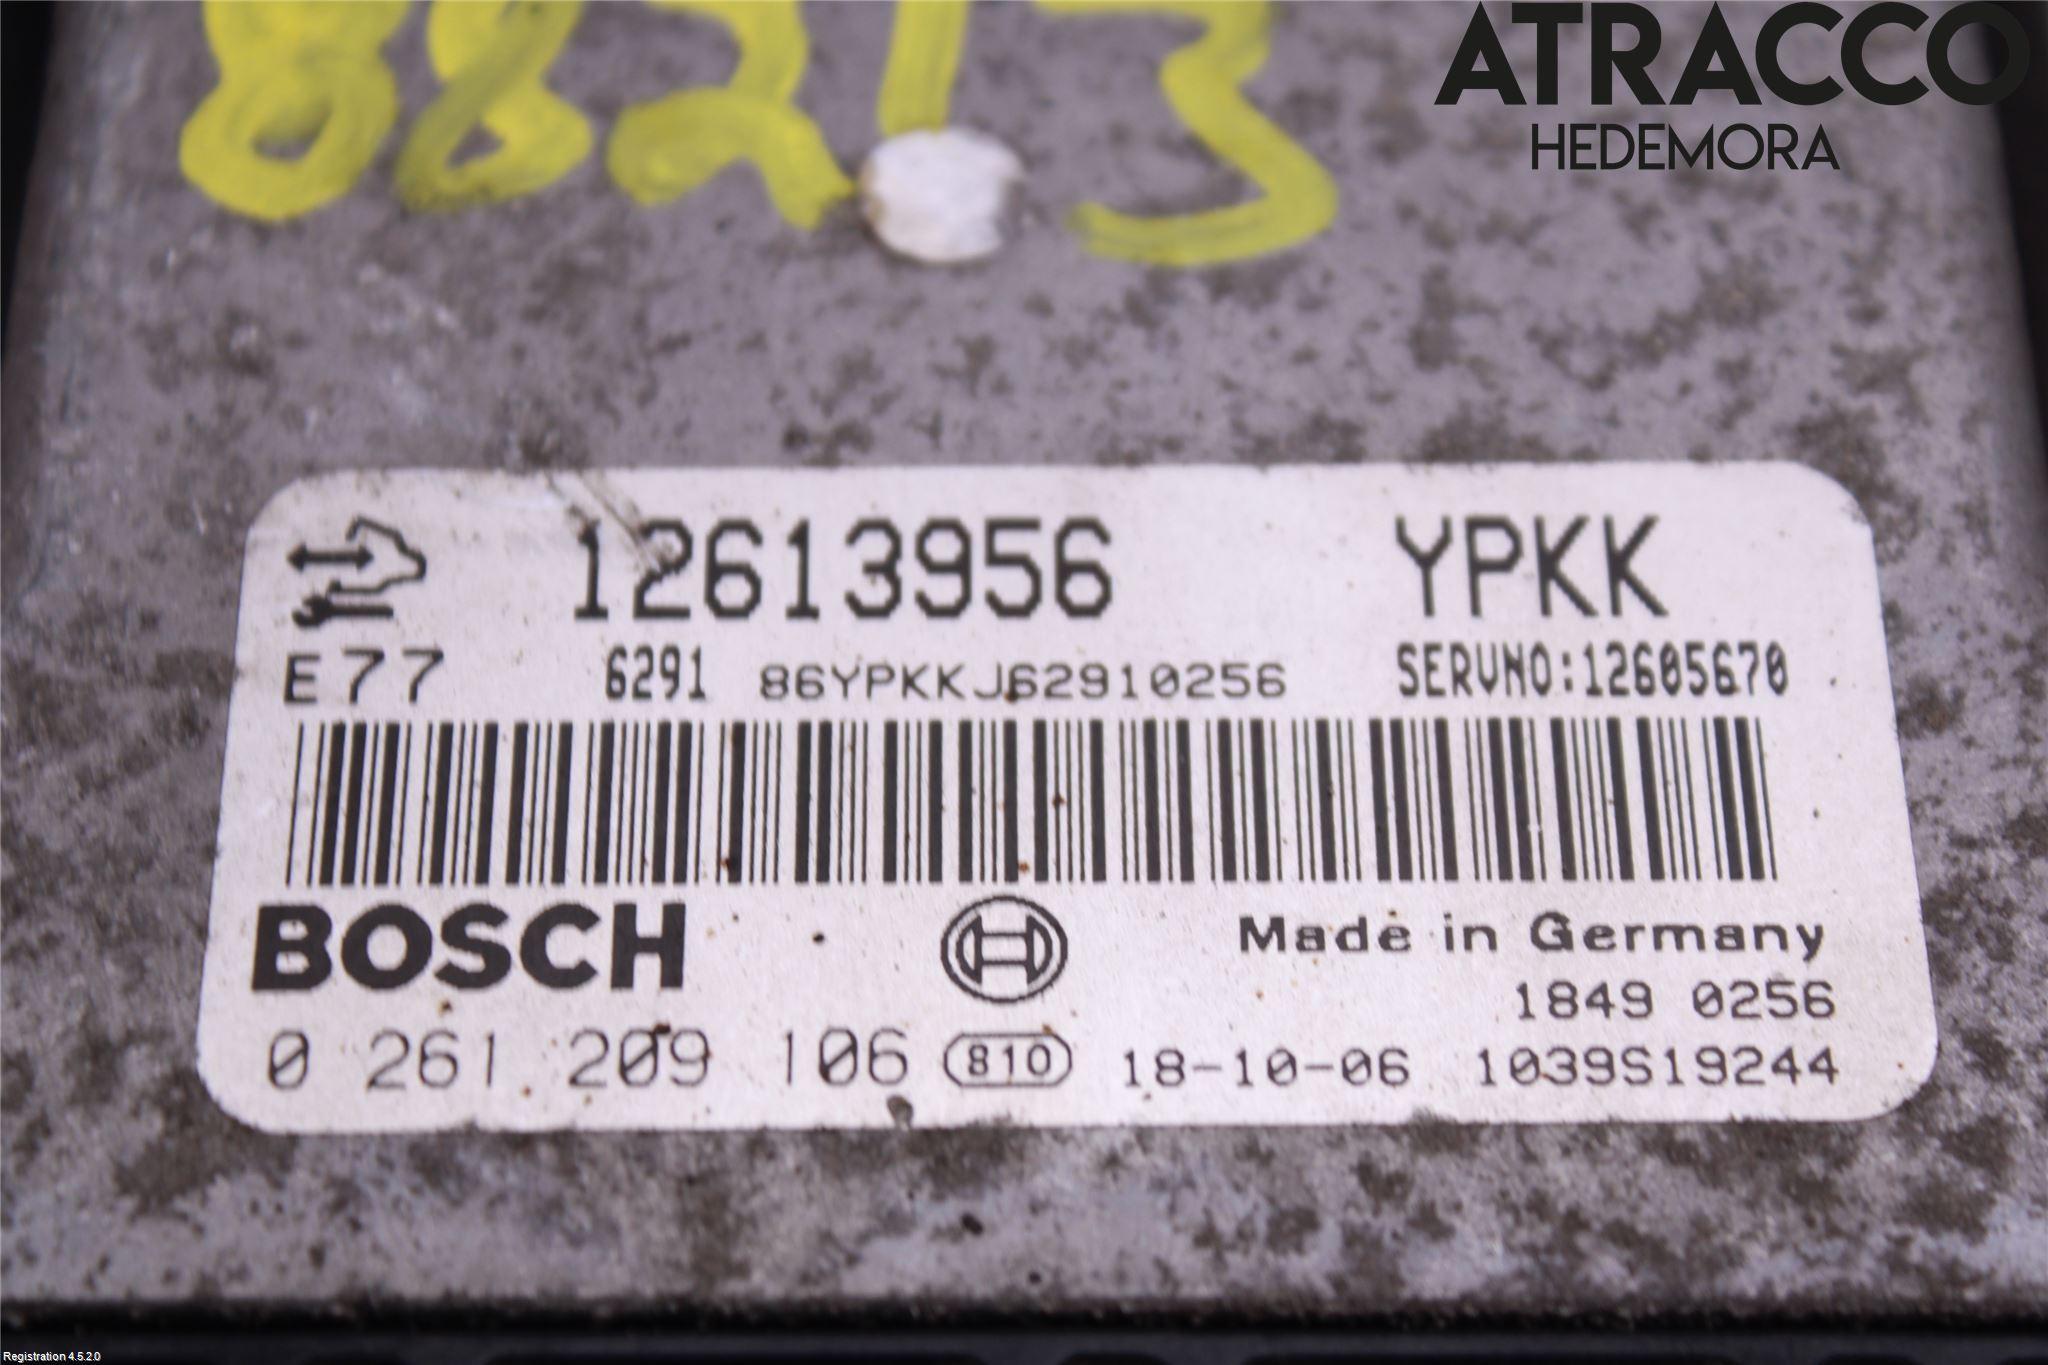 88213
ATRACCO
HEDEMORA
12613956 YPKK
E77 6291 86YPKKJ62910256 SERVNO:12605670
BOSCH Made in Germany
1849 0256
0 261 209 106 810 18-10-06 1039S19244
Registration 4.5.2.0